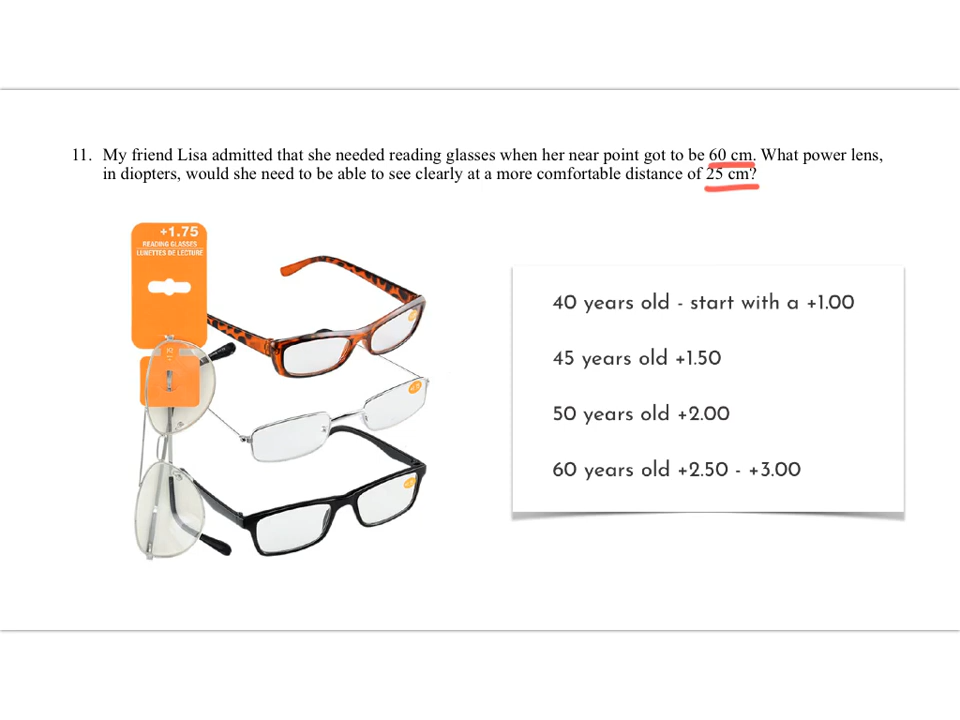 11. My friend Lisa admitted that she needed reading glasses when her near point got to be 60 cm. What power lens,
in diopters, would she need to be able to see clearly at a more comfortable distance of 25 cm?
+1.75
READING GLASSES
LUNETTES DE LECTURE
40 years old - start with a +1.00
45 years old +1.50
50 years old +2.00
60 years old +2.50 - +3.00